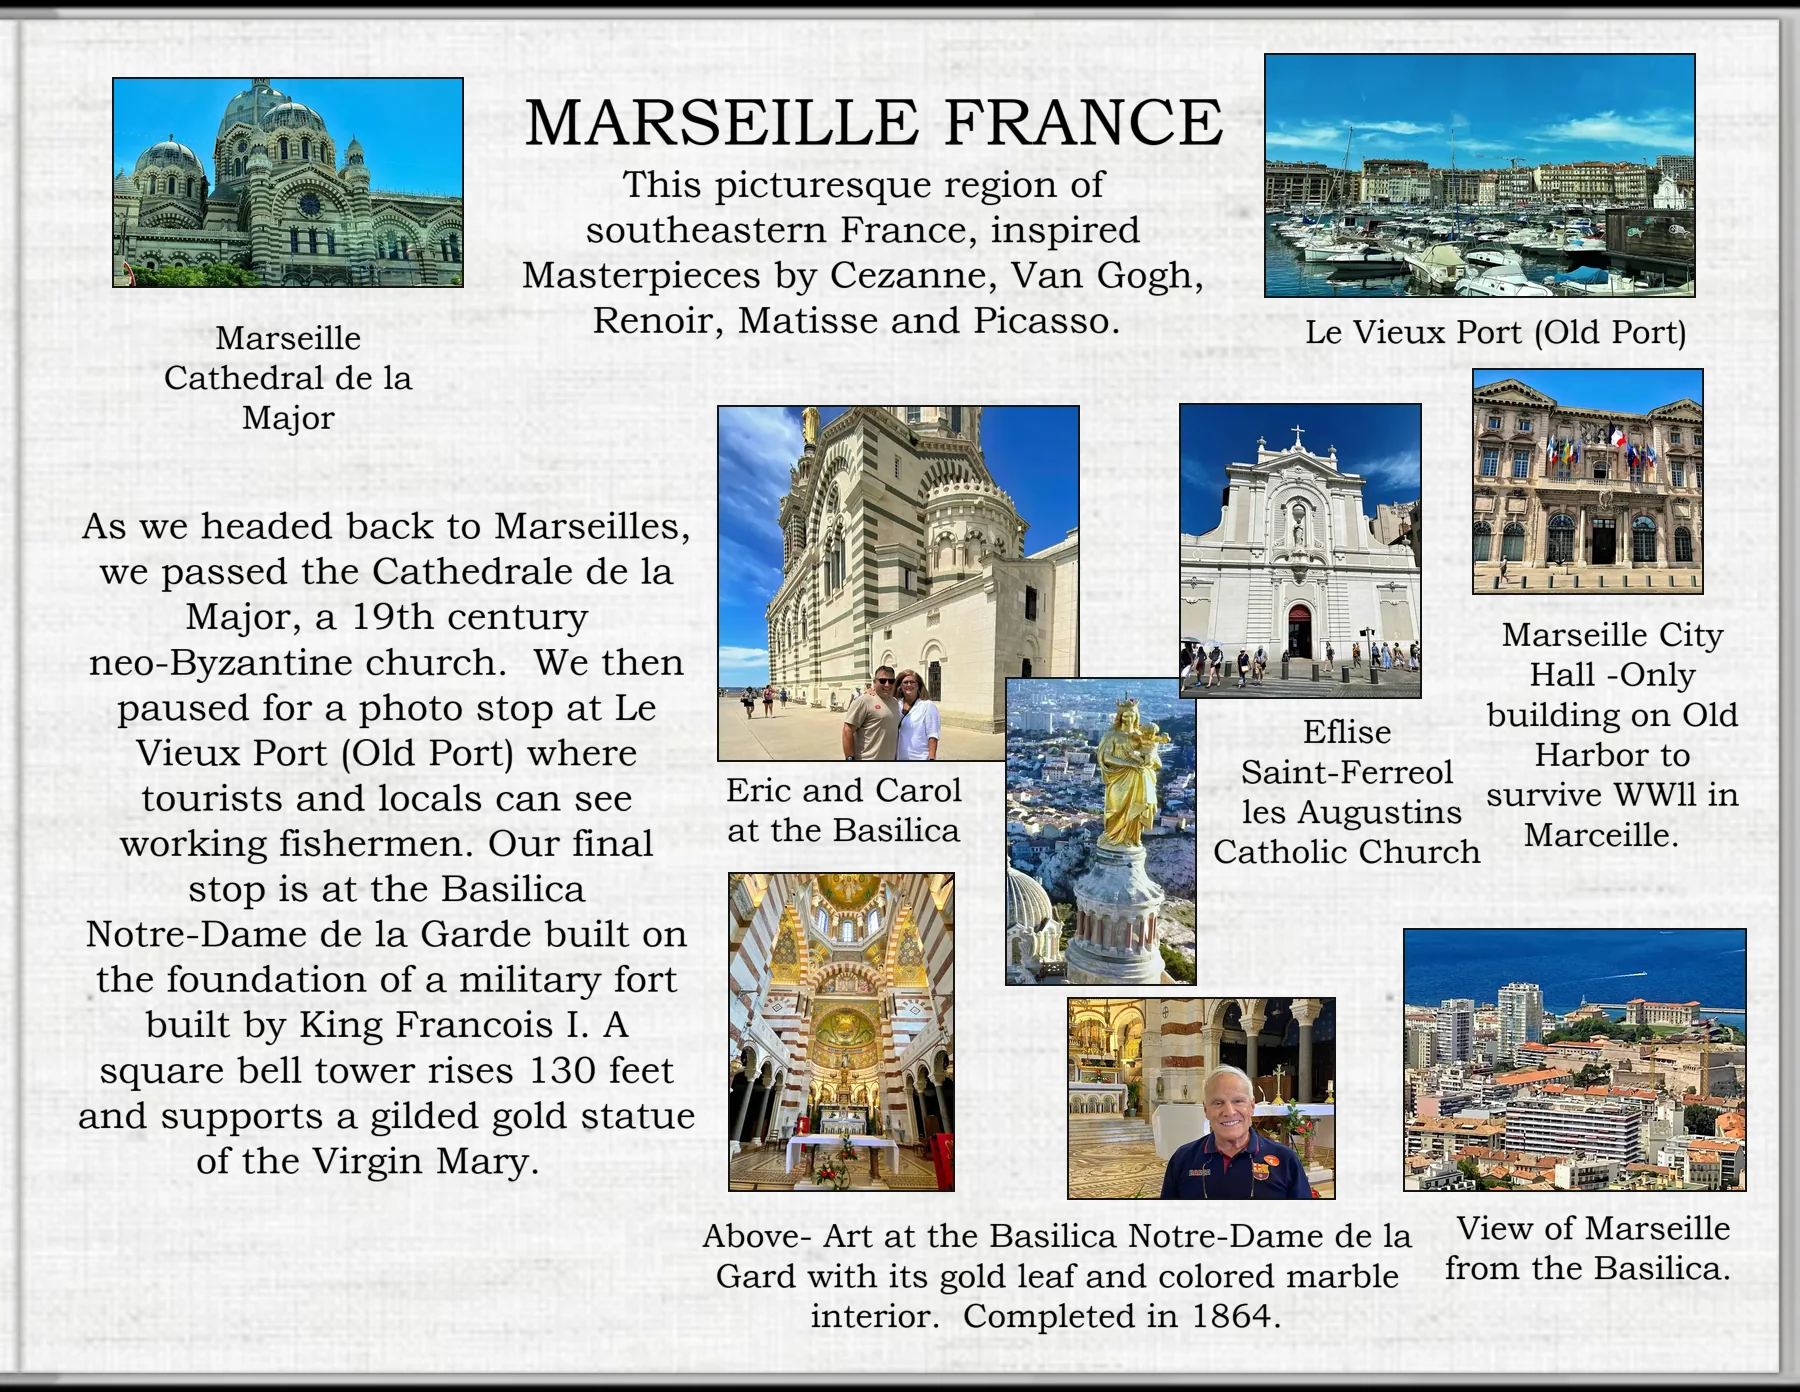 MARSEILLE FRANCE
This picturesque region of
southeastern France, inspired
Masterpieces by Cezanne, Van Gogh,
Renoir, Matisse and Picasso.
Marseille
Cathedral de la
Major
Le Vieux Port (Old Port)
As we headed back to Marseilles,
we passed the Cathedrale de la
Major, a 19th century
neo-Byzantine church.  We then
paused for a photo stop at Le
Vieux Port (Old Port) where
tourists and locals can see
working fishermen. Our final
stop is at the Basilica
Notre-Dame de la Garde built on
the foundation of a military fort
built by King Francois I. A
square bell tower rises 130 feet
and supports a gilded gold statue
of the Virgin Mary.
Eric and Carol
at the Basilica
Eflise
Saint-Ferreol
les Augustins
Catholic Church
Marseille City
Hall -Only
building on Old
Harbor to
survive WWll in
Marceille.
Above- Art at the Basilica Notre-Dame de la
Gard with its gold leaf and colored marble
interior.  Completed in 1864.
View of Marseille
from the Basilica.